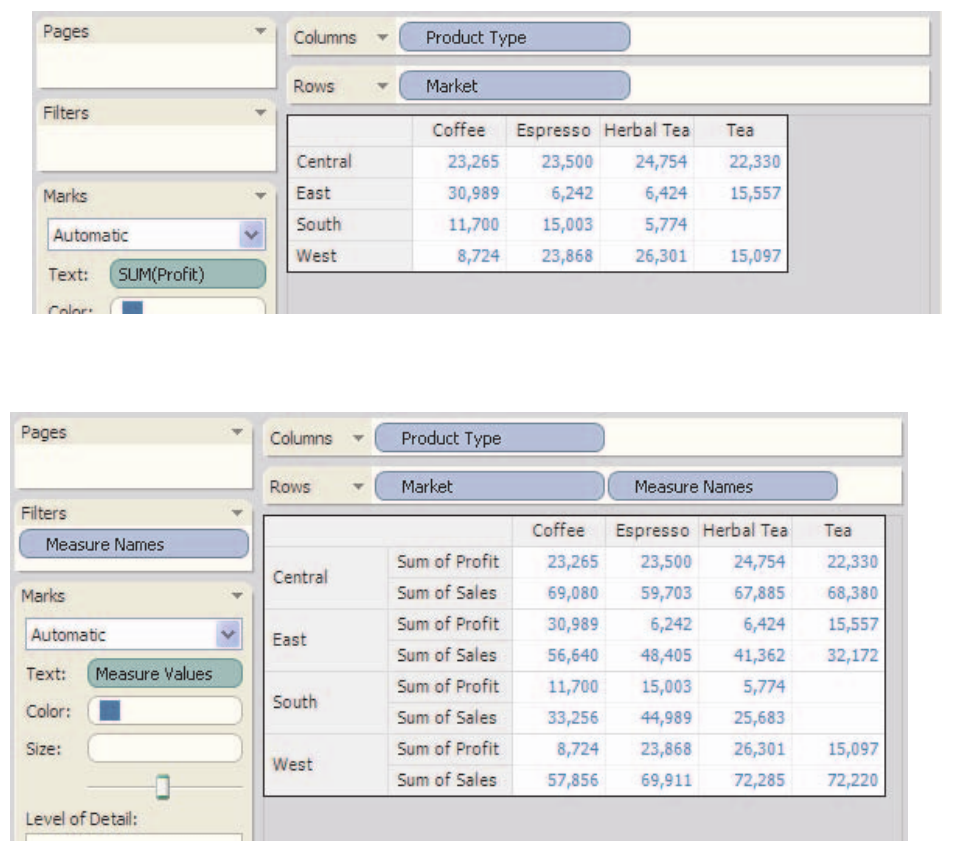 Pages
Columns Product Type
Rows Market
Filters
Coffee Espresso Herbal Tea Tea
Central 23,265 23,500 24,754 22,330
East 30,989 6,242 6,424 15,557
South 11,700 15,003 5,774
West 8,724 23,868 26,301 15,097
Marks
Automatic
Text: SUM(Profit)
Color:
Pages
Columns Product Type
Rows Market Measure Names
Filters
Measure Names
Coffee Espresso Herbal Tea Tea
Central Sum of Profit 23,265 23,500 24,754 22,330
Sum of Sales 69,080 59,703 67,885 68,380
East Sum of Profit 30,989 6,242 6,424 15,557
Sum of Sales 56,640 48,405 41,362 32,172
South Sum of Profit 11,700 15,003 5,774
Sum of Sales 33,256 44,989 25,683
West Sum of Profit 8,724 23,868 26,301 15,097
Sum of Sales 57,856 69,911 72,285 72,220
Marks
Automatic
Text: Measure Values
Color:
Size:
Level of Detail: